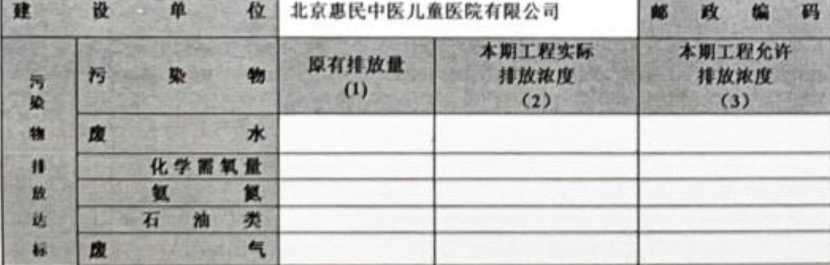 建设单位 北京惠民中医儿童医院有限公司 邮政编码
污染物排放达标
污染物 原有排放量(1) 本期工程实际排放浓度(2) 本期工程允许排放浓度(3)
废水
化学需氧量
氨氮
石油类
废气